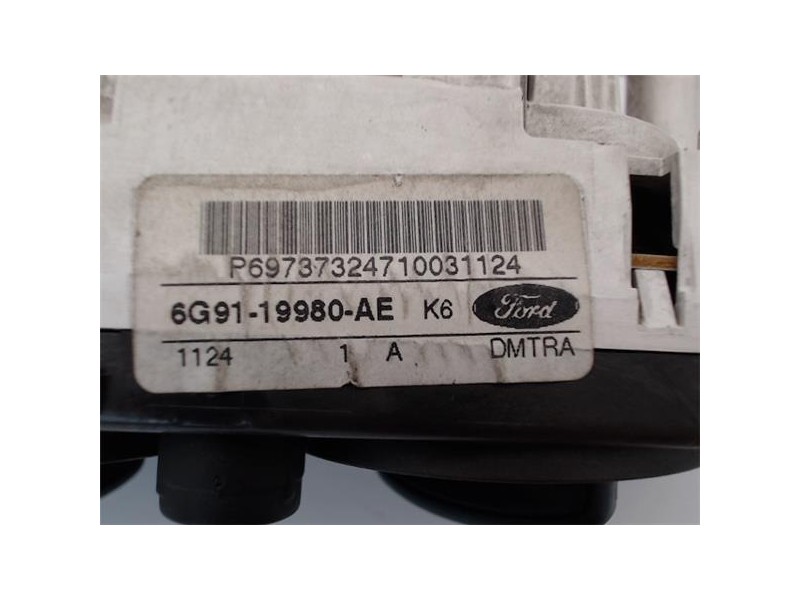 P69737324710031124
6G91-19980-AE K6 Ford
1124 1 A DMTRA